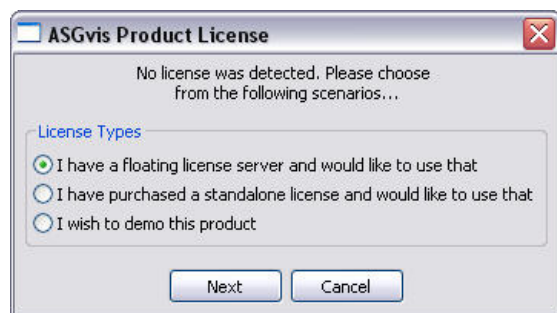 ASGvis Product License
No license was detected. Please choose
from the following scenarios...
License Types
I have a floating license server and would like to use that
I have purchased a standalone license and would like to use that
I wish to demo this product
Next
Cancel